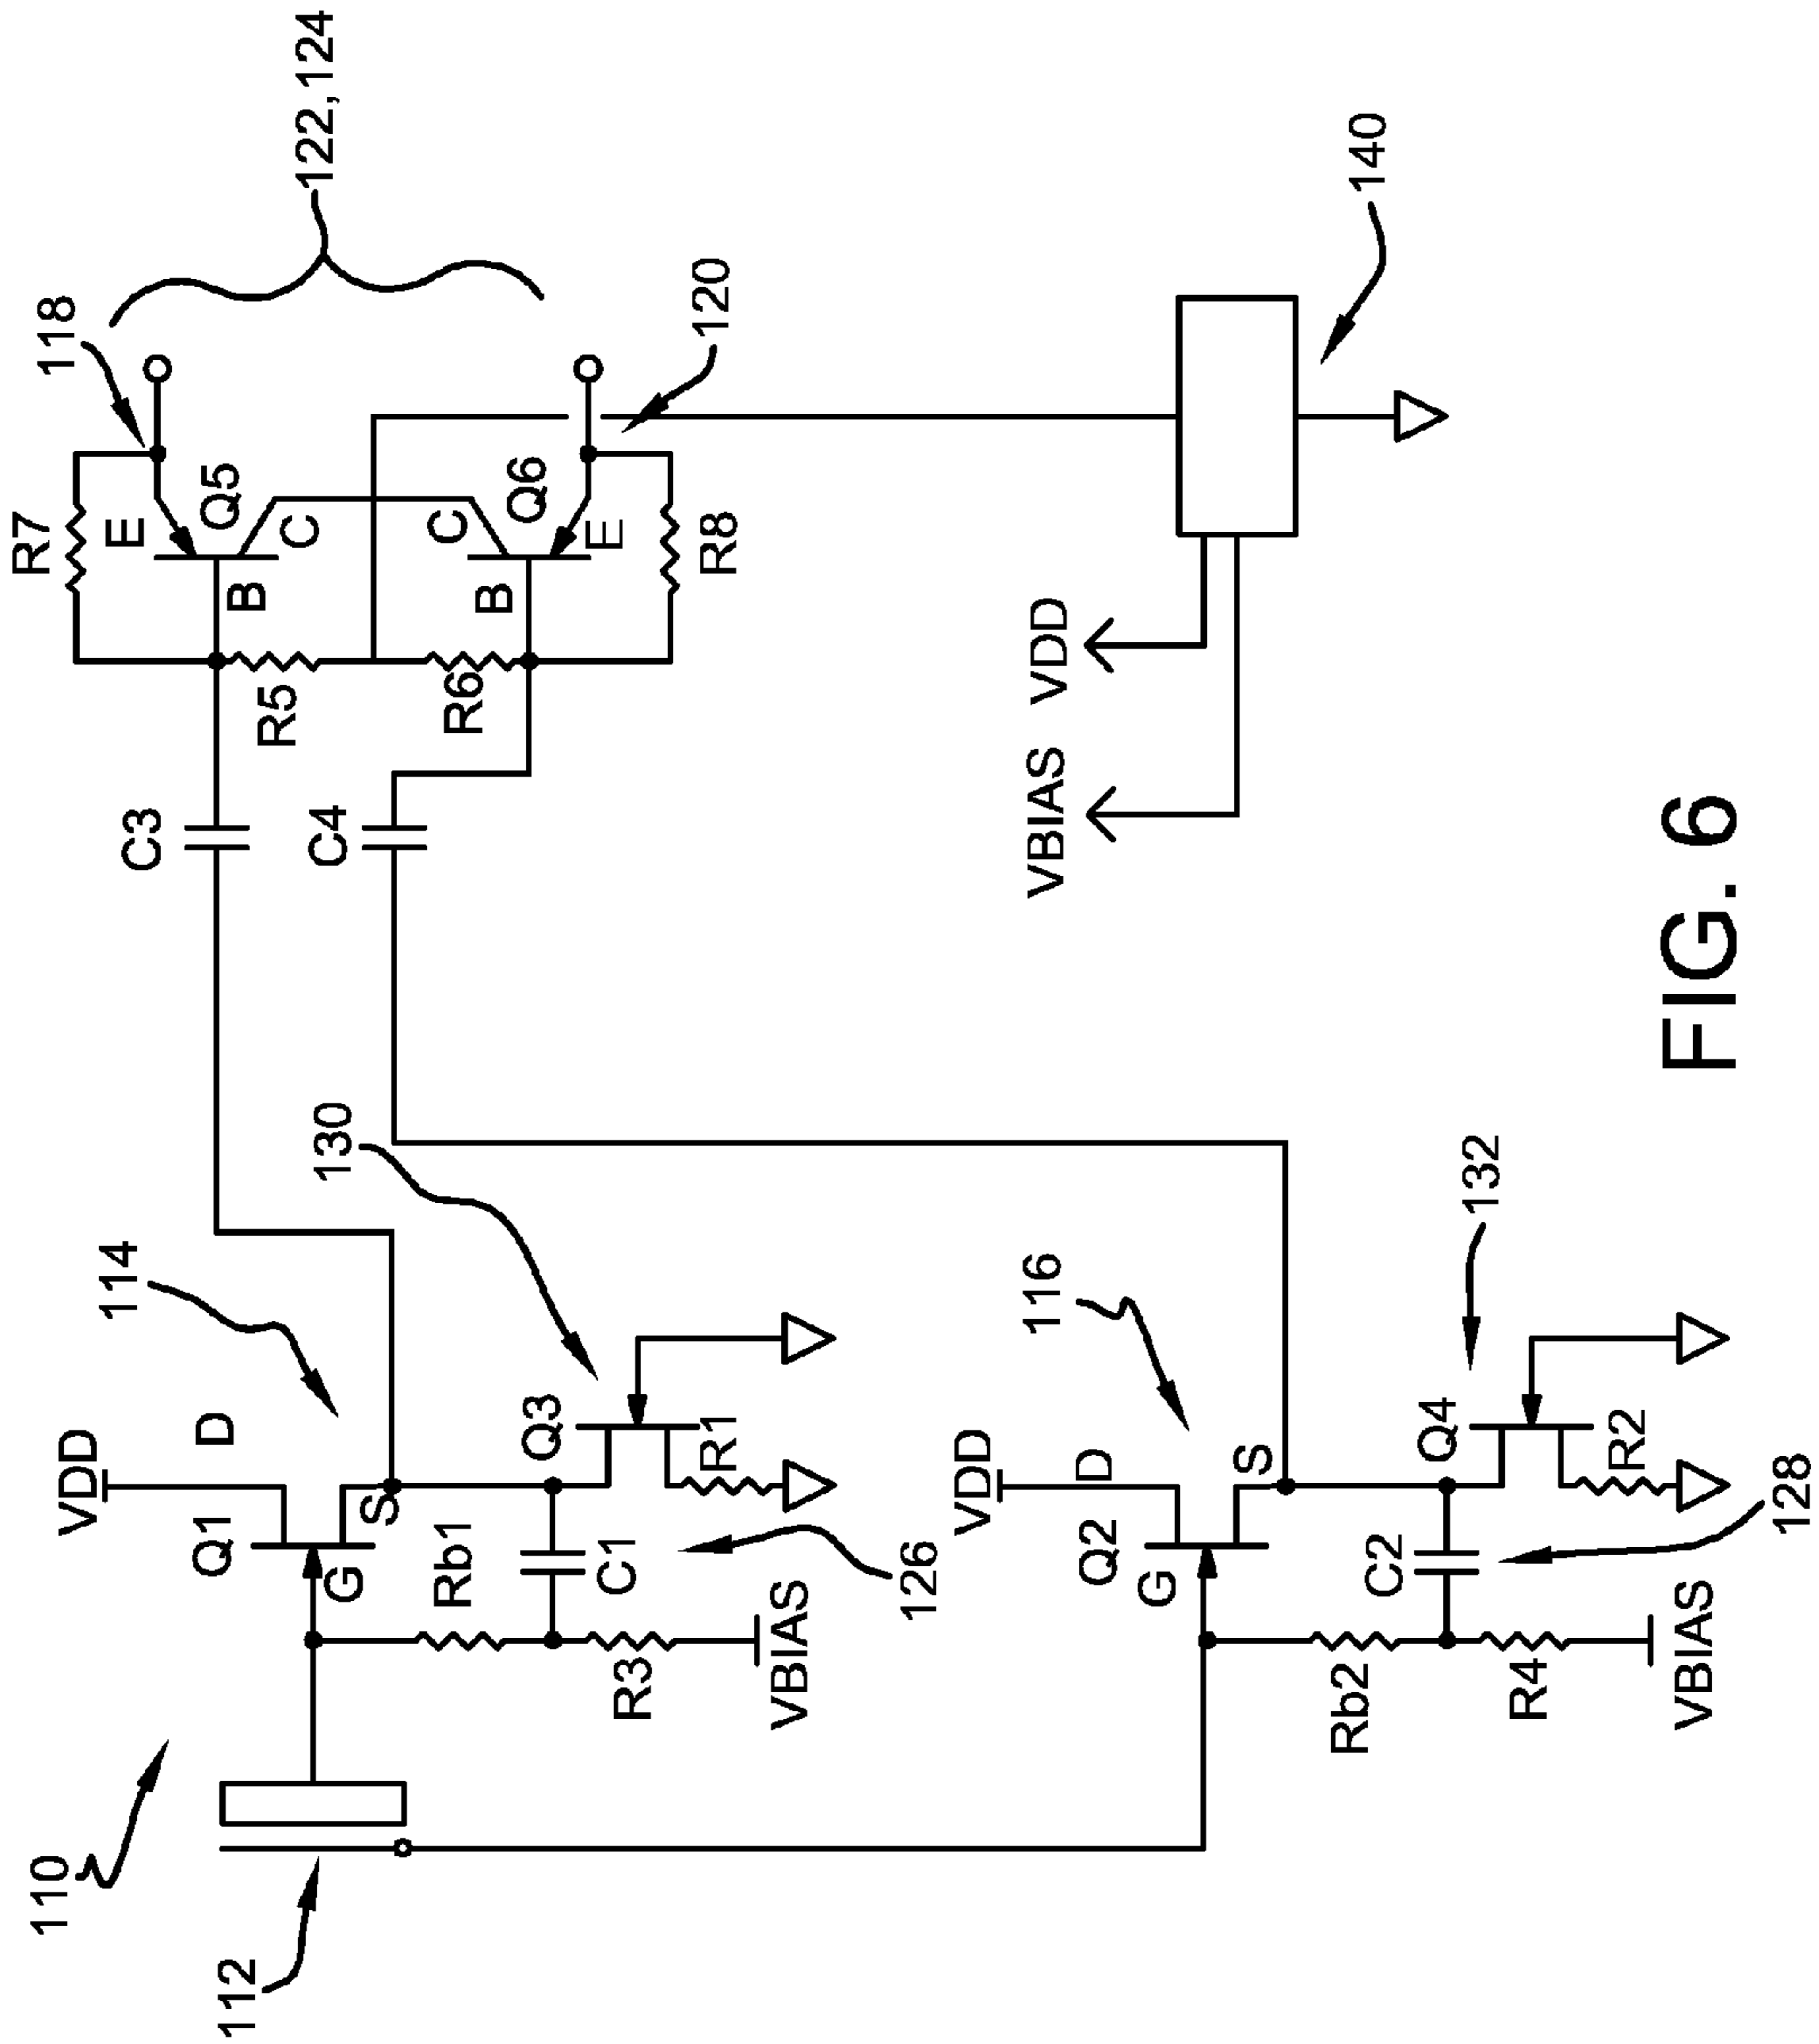 110
112
VDD
D
Q1
G
S
114
Rb1
C1
126
R3
VBIAS
Q3
130
R1
VDD
D
Q2
G
S
116
Rb2
C2
128
R4
VBIAS
Q4
132
R2
C3
C4
R7
E
Q5
B
C
118
122,124
R5
R6
C
Q6
B
E
R8
120
VBIAS
VDD
140
FIG. 6